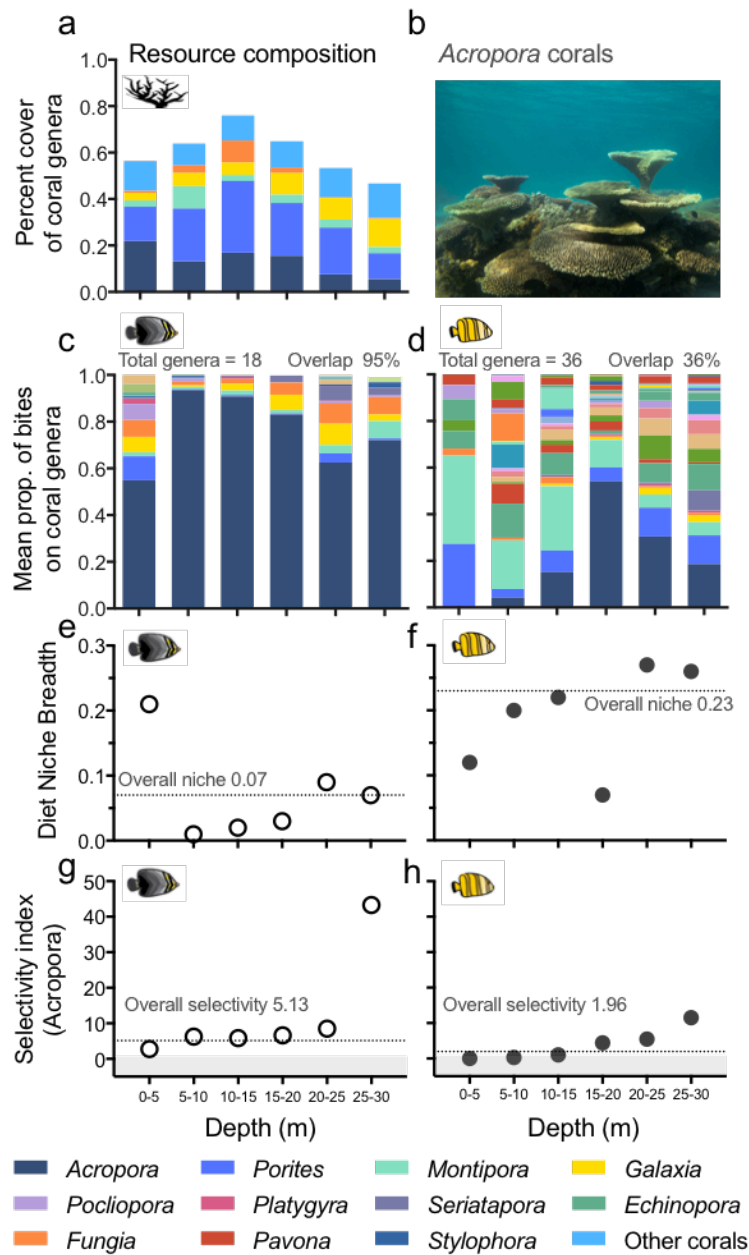 a
Resource composition
b
Acropora corals
Percent cover
of coral genera
1.0
0.8
0.6
0.4
0.2
0.0
c
Total genera = 18
Overlap 95%
d
Total genera = 36
Overlap 36%
Mean prop. of bites
on coral genera
1.0
0.8
0.6
0.4
0.2
0.0
e
f
Diet Niche Breadth
0.3
0.2
0.1
0.0
Overall niche 0.07
Overall niche 0.23
g
h
Selectivity index
(Acropora)
50
40
30
20
10
0
Overall selectivity 5.13
Overall selectivity 1.96
0-5 5-10 10-15 15-20 20-25 25-30
0-5 5-10 10-15 15-20 20-25 25-30
Depth (m)
Depth (m)
Acropora Porites Montipora Galaxia
Pocliopora Platygyra Seriatapora Echinopora
Fungia Pavona Stylophora Other corals